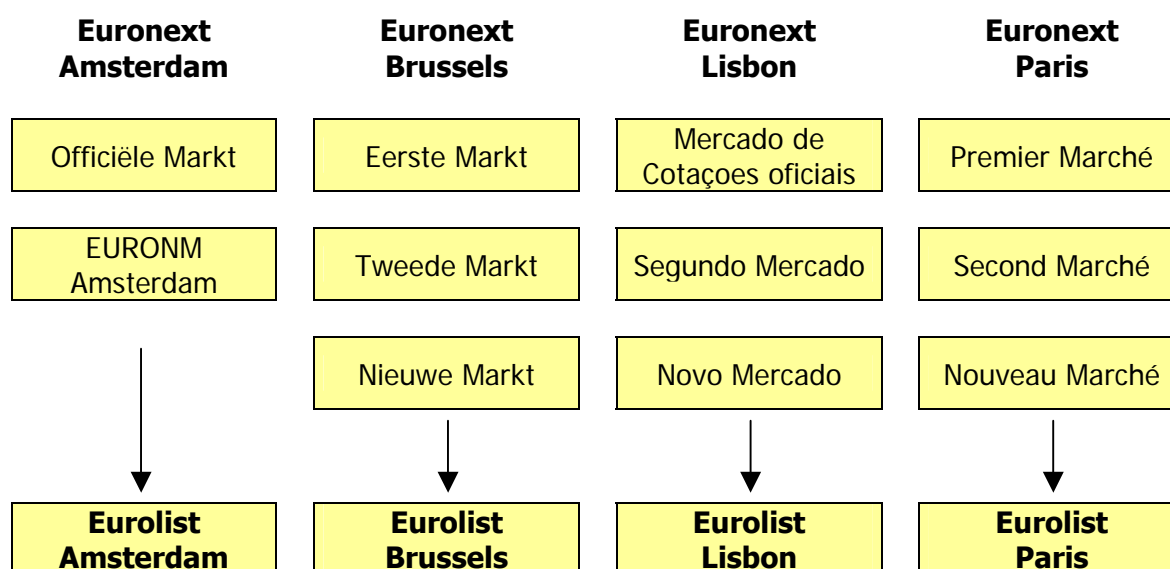 Euronext
Amsterdam
Euronext
Brussels
Euronext
Lisbon
Euronext
Paris
Officiële Markt
Eerste Markt
Mercado de
Cotaçoes oficiais
Premier Marché
EURONM
Amsterdam
Tweede Markt
Segundo Mercado
Second Marché
Nieuwe Markt
Novo Mercado
Nouveau Marché
Eurolist
Amsterdam
Eurolist
Brussels
Eurolist
Lisbon
Eurolist
Paris